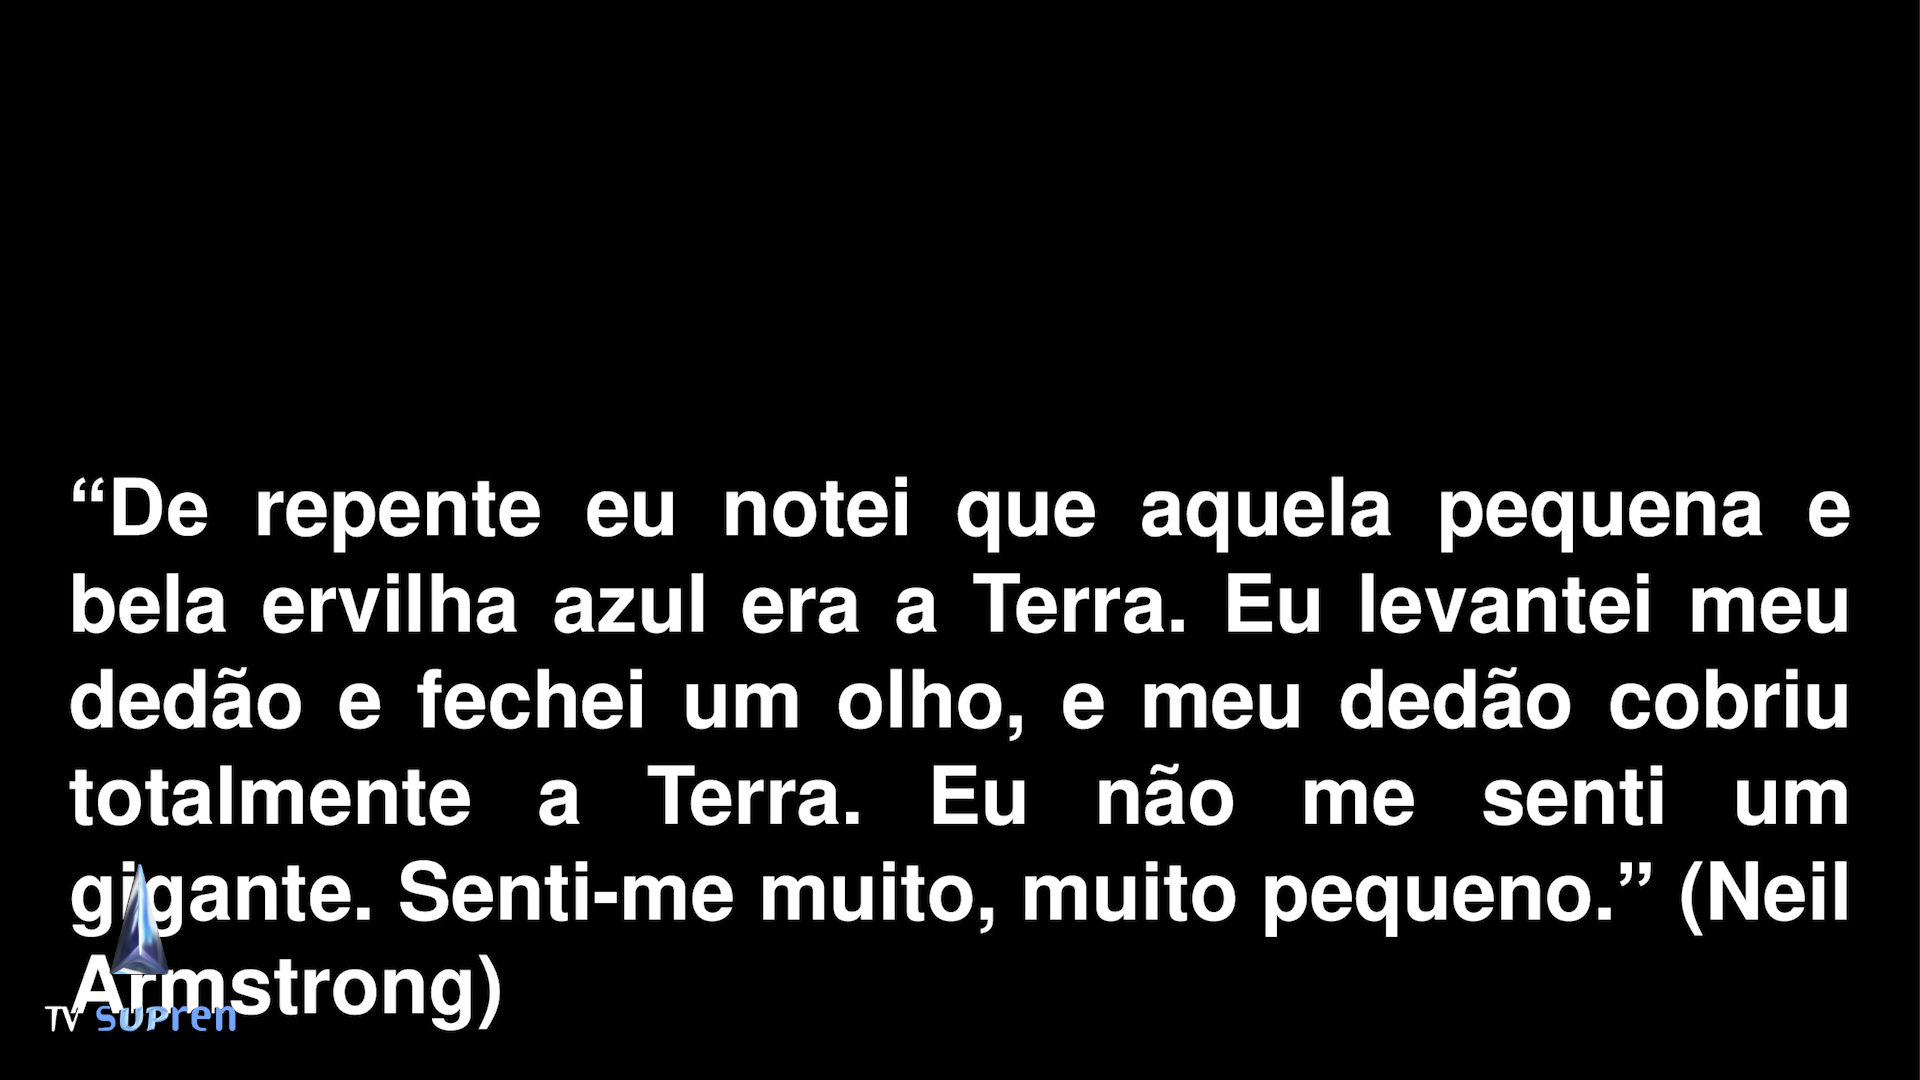 “De repente eu notei que aquela pequena e
bela ervilha azul era a Terra. Eu levantei meu
dedão e fechei um olho, e meu dedão cobriu
totalmente a Terra. Eu não me senti um
gigante. Senti-me muito, muito pequeno.” (Neil
Armstrong)
TV supren